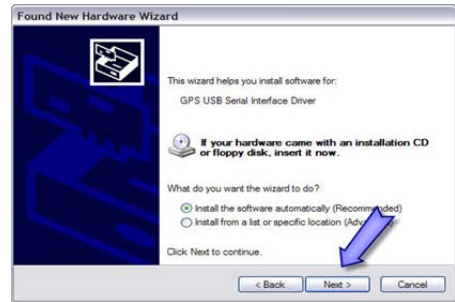 Found New Hardware Wizard
This wizard helps you install software for:
GPS USB Serial Interface Driver
If your hardware came with an installation CD
or floppy disk, insert it now.
What do you want the wizard to do?
Install the software automatically (Recommended)
Install from a list or specific location
Click Next to continue.
< Back
Next >
Cancel